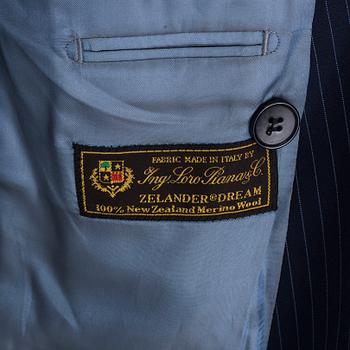 FABRIC MADE IN ITALY BY
Ing. Loro Piana & C.
ZELANDER® DREAM
100% New Zealand Merino Wool